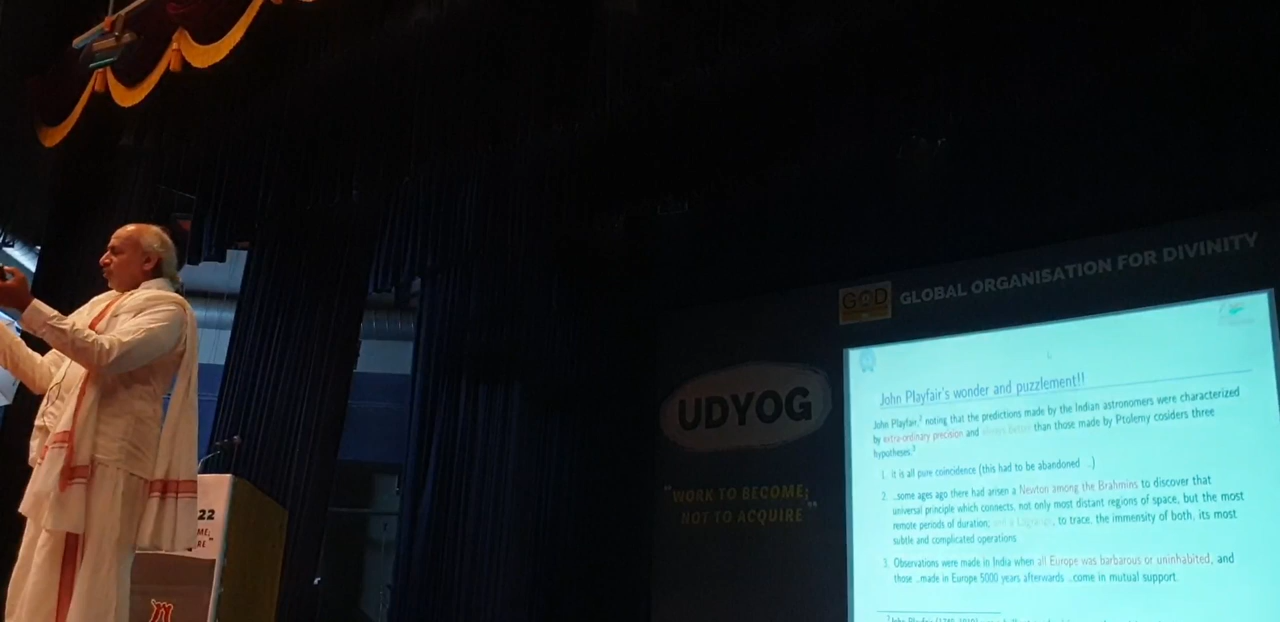 GOD GLOBAL ORGANISATION FOR DIVINITY
UDYOG
"WORK TO BECOME;
NOT TO ACQUIRE"
22
ME;
RE"
John Playfair's wonder and puzzlement!!
John Playfair,² noting that the predictions made by the Indian astronomers were characterized
by extra-ordinary precision and than those made by Ptolemy cosiders three
hypotheses.³
1. it is all pure coincidence (this had to be abandoned ..)
2. ..some ages ago there had arisen a Newton among the Brahmins to discover that
universal principle which connects, not only most distant regions of space, but the most
remote periods of duration; to trace, the immensity of both, its most
subtle and complicated operations
3. Observations were made in India when all Europe was barbarous or uninhabited, and
those ..made in Europe 5000 years afterwards ..come in mutual support.